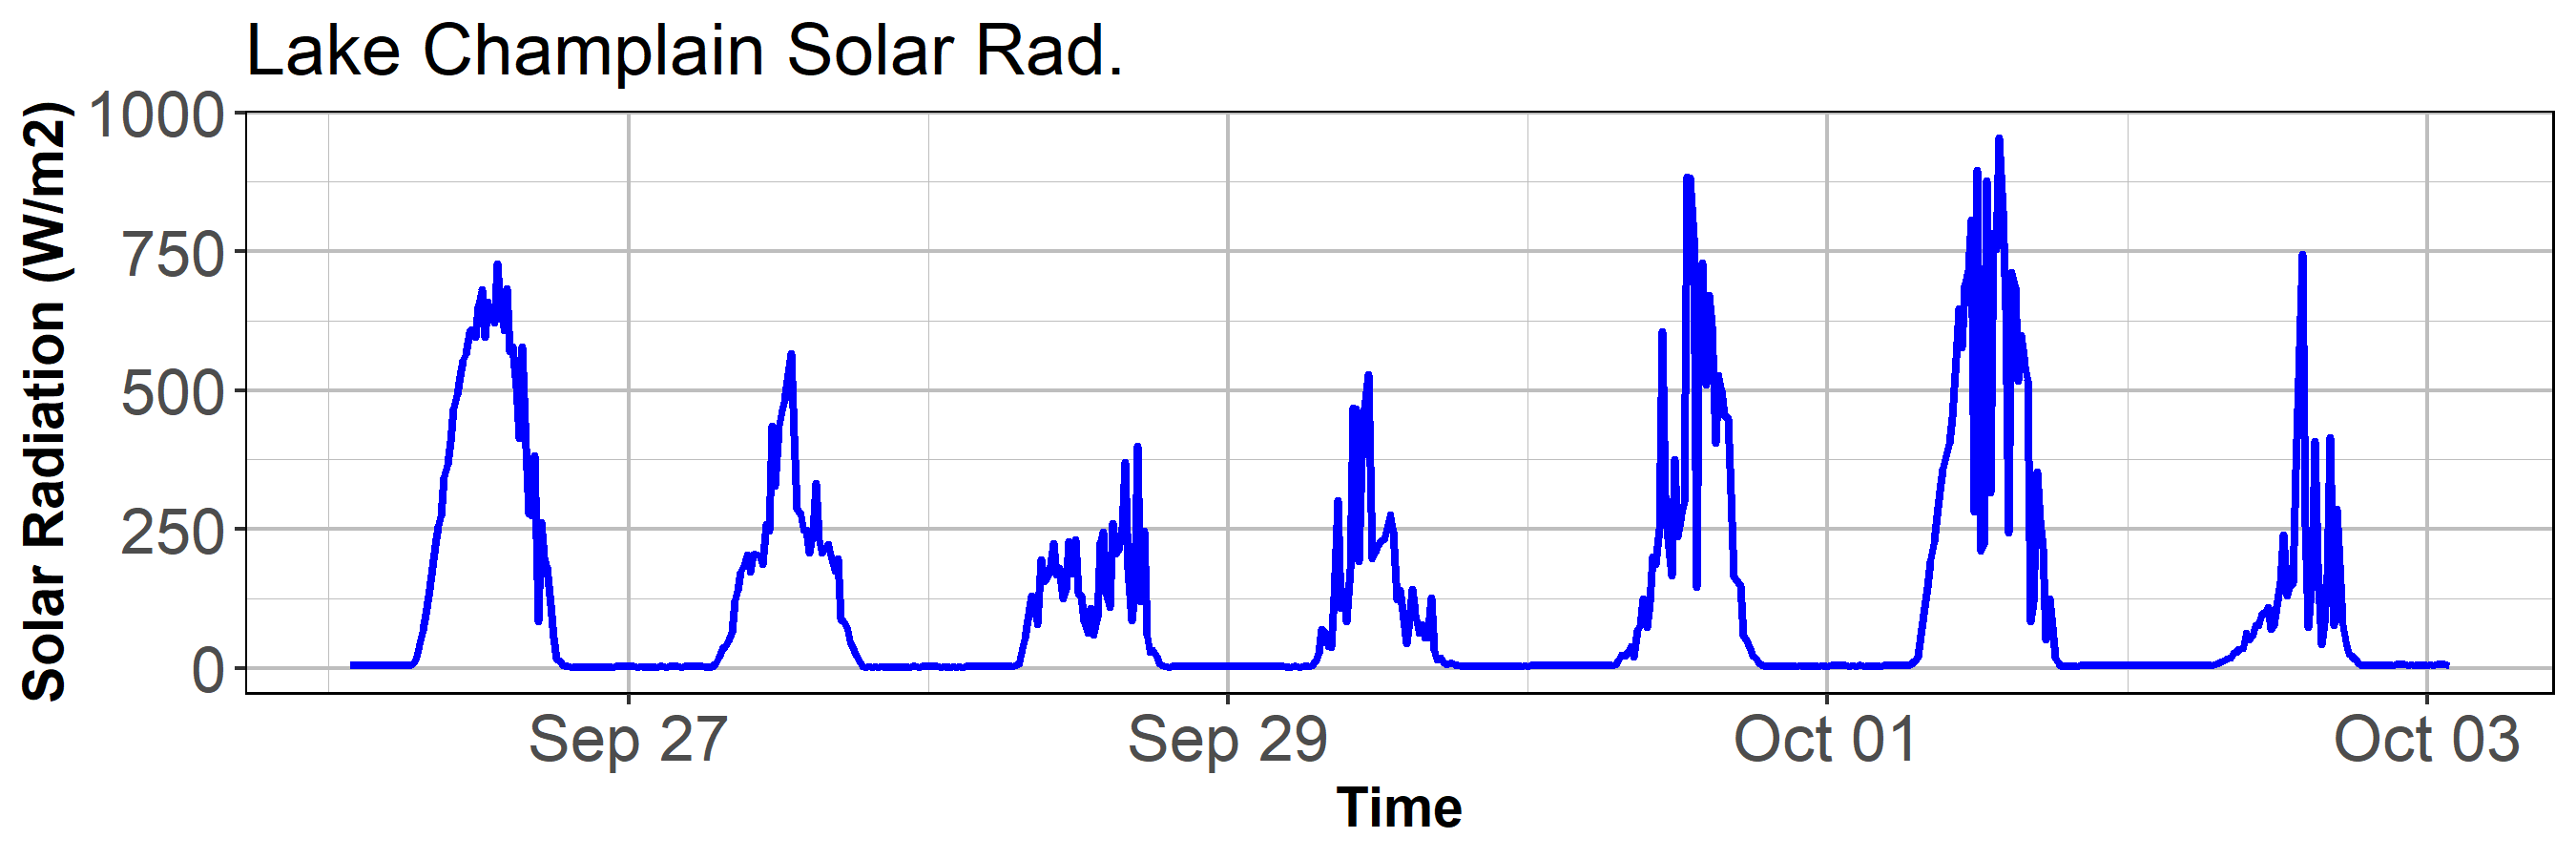 Lake Champlain Solar Rad.
Solar Radiation (W/m2)
1000
750
500
250
0
Sep 27
Sep 29
Oct 01
Oct 03
Time